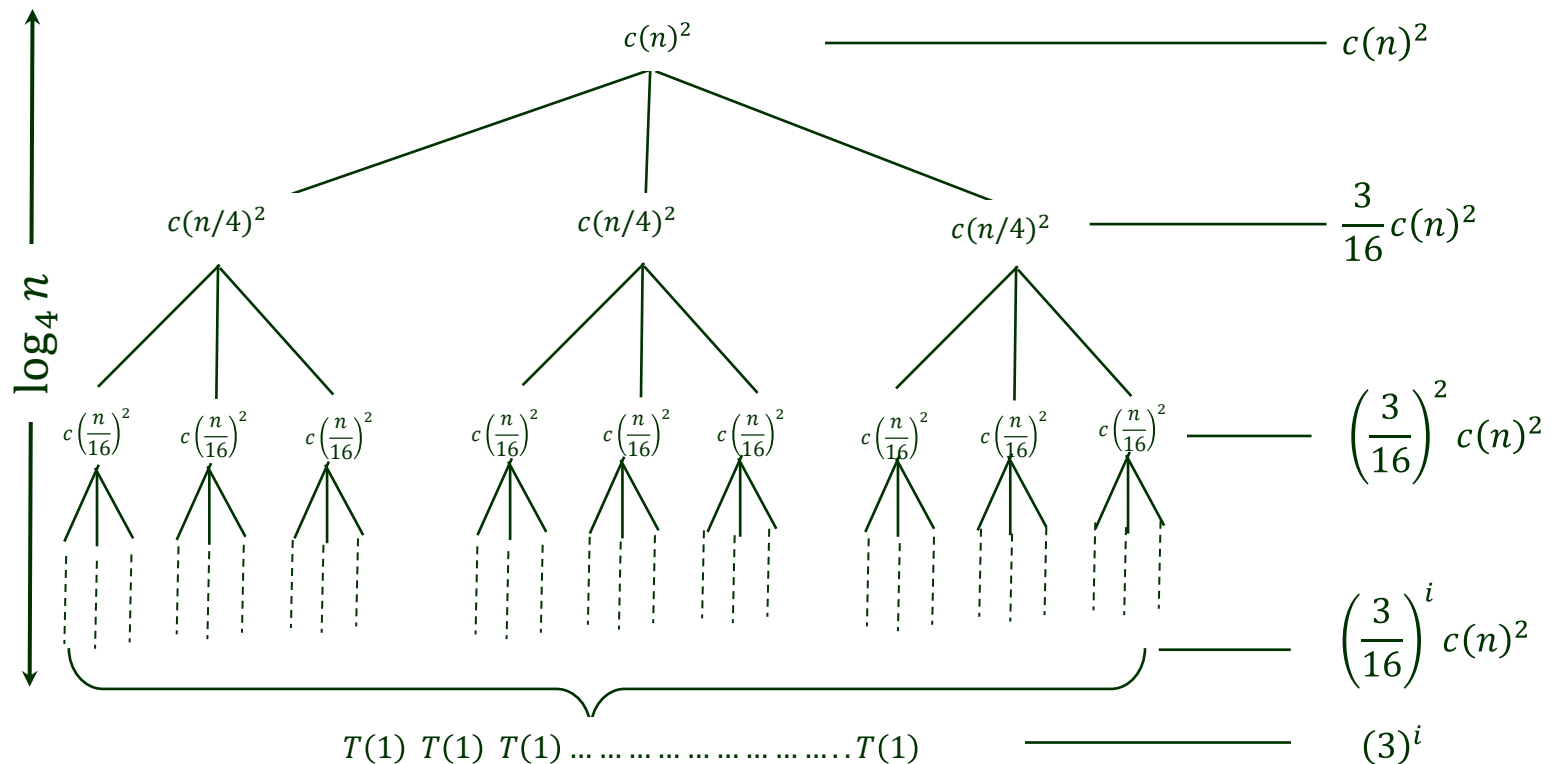 c(n)² c(n)²
c(n/4)² c(n/4)² c(n/4)² 3/16 c(n)²
log₄ n
c(n/16)² c(n/16)² c(n/16)² c(n/16)² c(n/16)² c(n/16)² c(n/16)² c(n/16)² c(n/16)² (3/16)² c(n)²
(3/16)ⁱ c(n)²
T(1) T(1) T(1) … … … … … … … … … . . T(1) (3)ⁱ